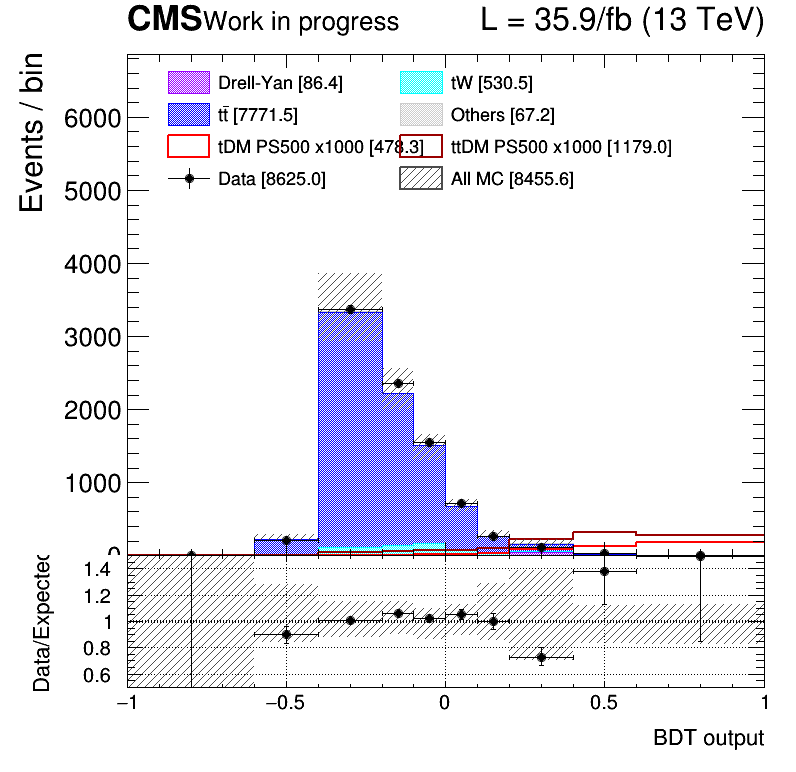 CMS Work in progress L = 35.9/fb (13 TeV)
Events / bin
Drell-Yan [86.4] tW [530.5]
tt̄ [7771.5] Others [67.2]
tDM PS500 x1000 [478.3] ttDM PS500 x1000 [1179.0]
Data [8625.0] All MC [8455.6]
6000
5000
4000
3000
2000
1000
0
Data/Expected
1.4
1.2
1
0.8
0.6
−1 −0.5 0 0.5 1
BDT output